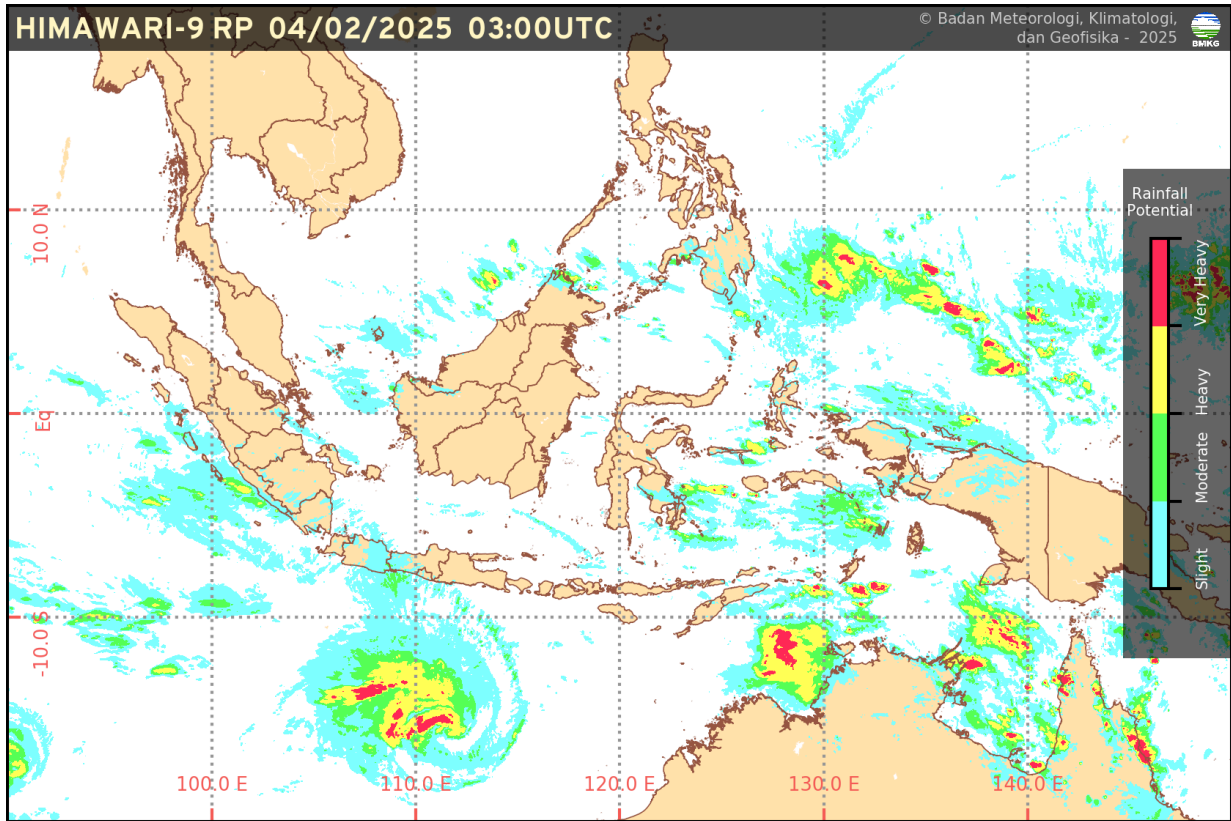 HIMAWARI-9 RP 04/02/2025 03:00UTC
© Badan Meteorologi, Klimatologi,
dan Geofisika - 2025
BMKG
Rainfall
Potential
Very Heavy
Heavy
Moderate
Slight
10.0 N
Eq
-10.0 S
100.0 E
110.0 E
120.0 E
130.0 E
140.0 E